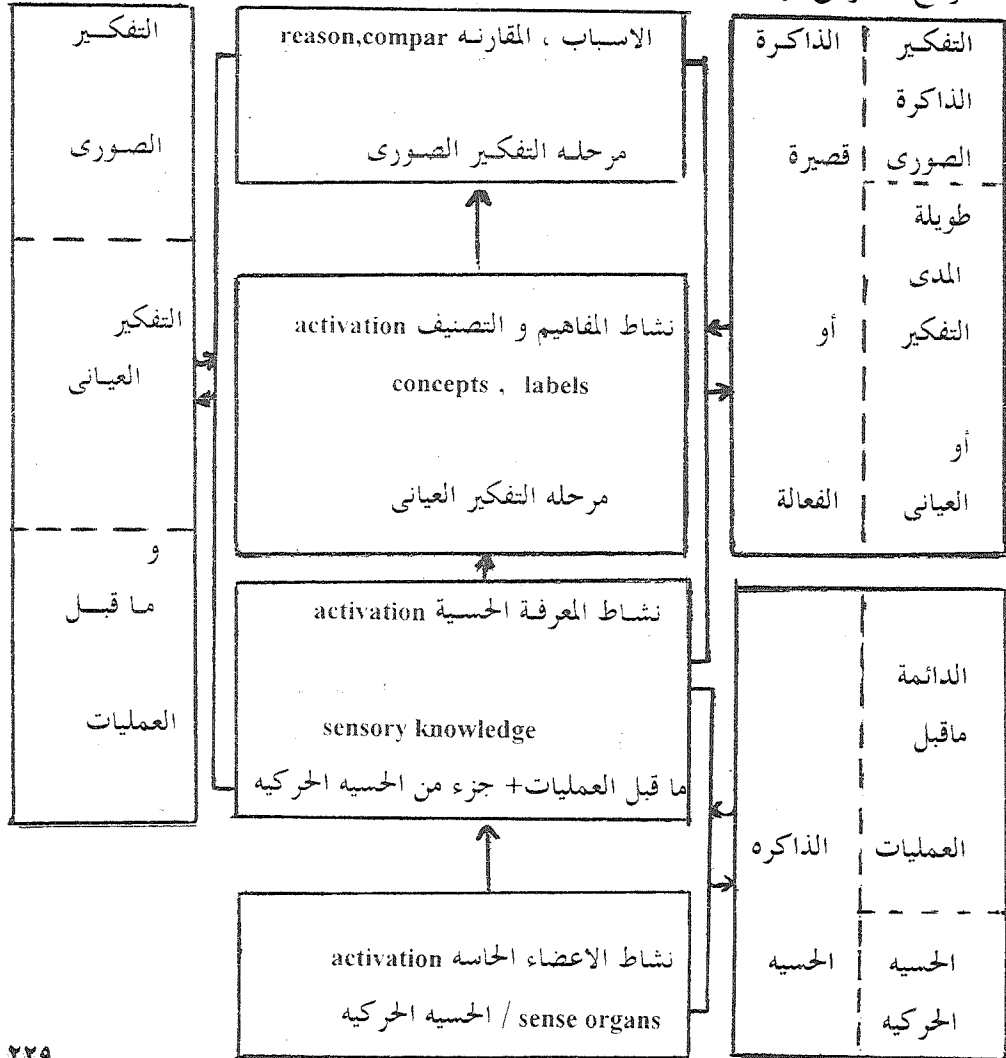 التفكير
الذاكرة
الصورى
طويلة
المدى
التفكير
أو
العيانى
الذاكرة
قصيرة
أو
الفعالة
الدائمة
ماقبل
العمليات
الحسيه
الحركيه
الذاكره
الحسيه
الاسباب ، المقارنه reason,compar
مرحله التفكير الصورى
نشاط المفاهيم و التصنيف activation
concepts , labels
مرحله التفكير العيانى
نشاط المعرفة الحسية activation
sensory knowledge
ما قبل العمليات+ جزء من الحسيه الحركيه
نشاط الاعضاء الحاسه activation
الحسيه الحركيه / sense organs
التفكير
الصورى
التفكير
العيانى
و
ما قبل
العمليات
٢٢٩